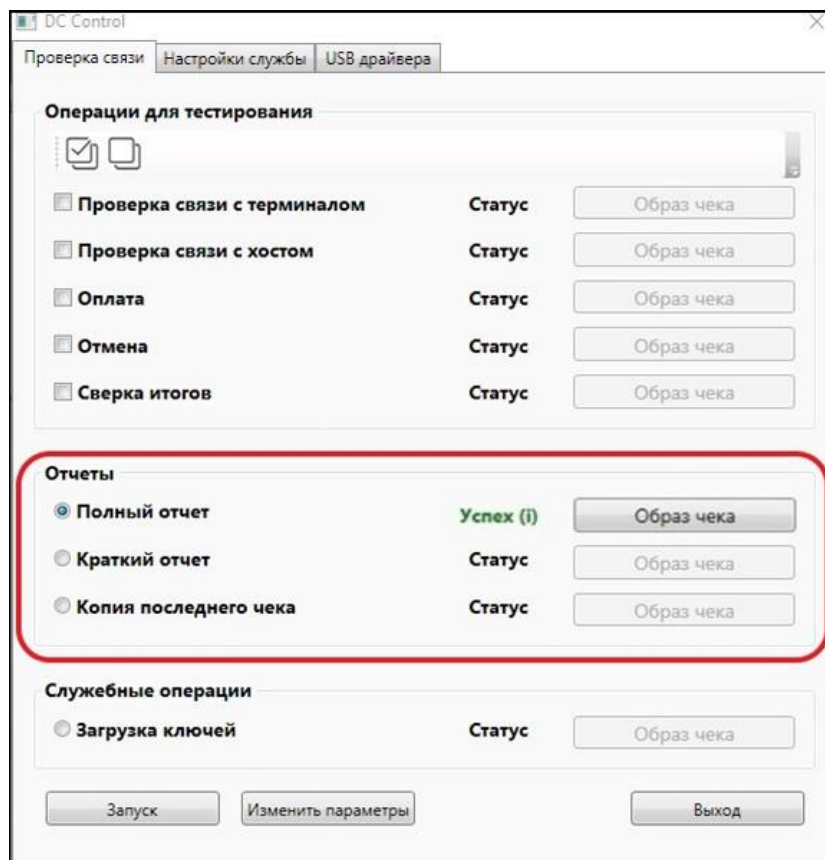 DC Control
Проверка связи Настройки службы USB драйвера
Операции для тестирования
Проверка связи с терминалом Статус Образ чека
Проверка связи с хостом Статус Образ чека
Оплата Статус Образ чека
Отмена Статус Образ чека
Сверка итогов Статус Образ чека
Отчеты
Полный отчет Успех (i) Образ чека
Краткий отчет Статус Образ чека
Копия последнего чека Статус Образ чека
Служебные операции
Загрузка ключей Статус Образ чека
Запуск Изменить параметры Выход